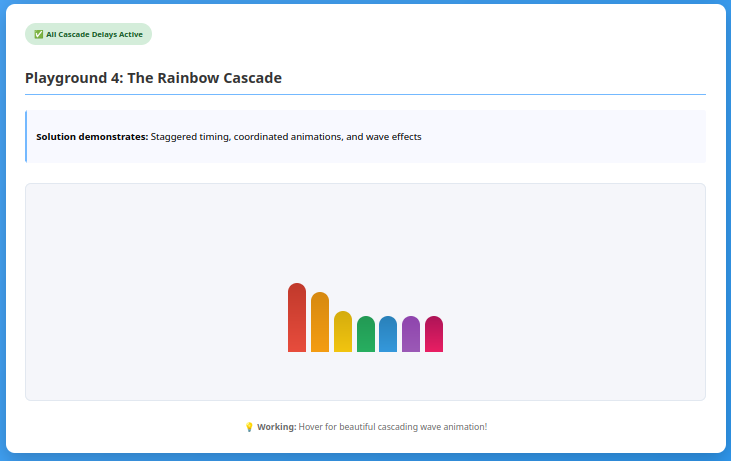 ✅ All Cascade Delays Active
Playground 4: The Rainbow Cascade
Solution demonstrates: Staggered timing, coordinated animations, and wave effects
💡 Working: Hover for beautiful cascading wave animation!